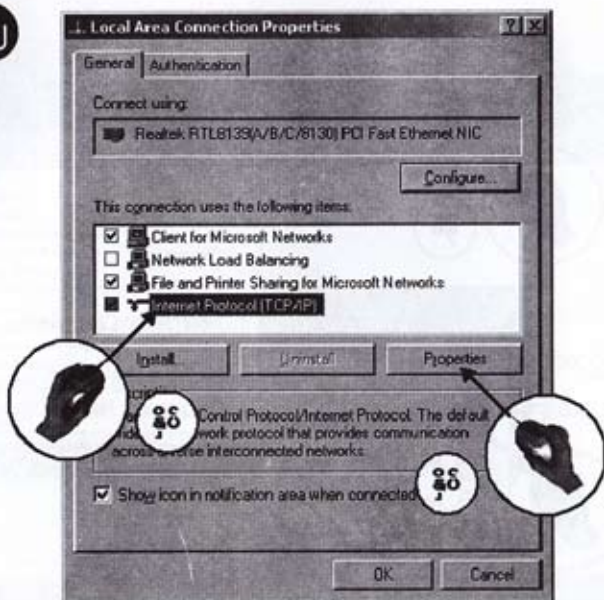 Local Area Connection Properties
General Authentication
Connect using:
Realtek RTL8139(A/B/C/8130) PCI Fast Ethernet NIC
Configure...
This connection uses the following items:
Client for Microsoft Networks
Network Load Balancing
File and Printer Sharing for Microsoft Networks
Internet Protocol (TCP/IP)
Install... Uninstall Properties
Control Protocol/Internet Protocol. The default
network protocol that provides communication
across diverse interconnected networks.
Show icon in notification area when connected
OK Cancel